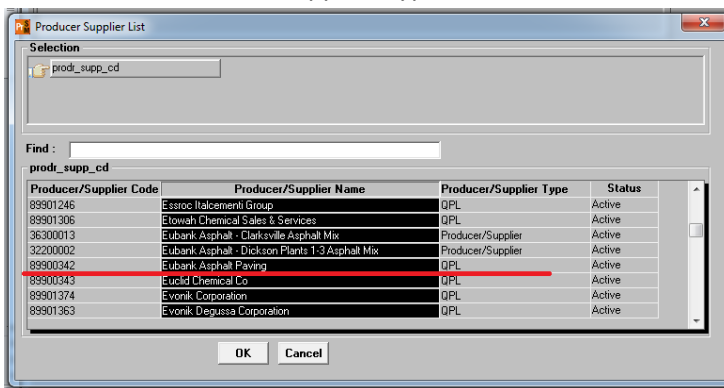 Producer Supplier List
Selection
prodr_supp_cd
Find :
prodr_supp_cd
Producer/Supplier Code Producer/Supplier Name Producer/Supplier Type Status
89901246 Essroc Italcementi Group QPL Active
89901306 Etowah Chemical Sales & Services QPL Active
36300013 Eubank Asphalt - Clarksville Asphalt Mix Producer/Supplier Active
32200002 Eubank Asphalt - Dickson Plants 1-3 Asphalt Mix Producer/Supplier Active
89900342 Eubank Asphalt Paving QPL Active
89900343 Euclid Chemical Co QPL Active
89901374 Evonik Corporation QPL Active
89901363 Evonik Degussa Corporation QPL Active
OK Cancel